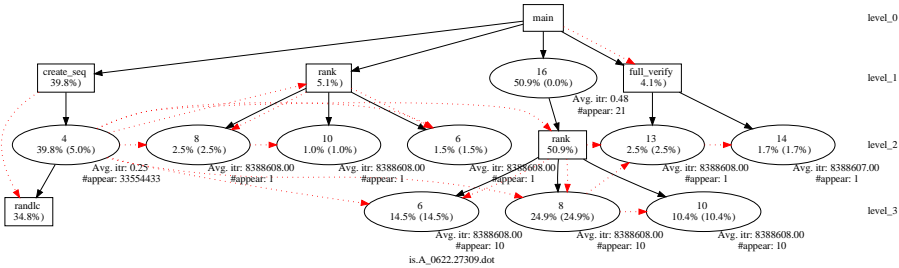 main
level_0
create_seq
39.8%
rank
5.1%
16
50.9% (0.0%)
full_verify
4.1%
level_1
Avg. itr: 0.48
#appear: 21
4
39.8% (5.0%)
8
2.5% (2.5%)
10
1.0% (1.0%)
6
1.5% (1.5%)
rank
50.9%
13
2.5% (2.5%)
14
1.7% (1.7%)
level_2
Avg. itr: 0.25
#appear: 33554433
Avg. itr: 8388608.00
#appear: 1
Avg. itr: 8388608.00
#appear: 1
Avg. itr: 8388608.00
#appear: 1
Avg. itr: 8388608.00
#appear: 1
Avg. itr: 8388607.00
#appear: 1
randlc
34.8%
6
14.5% (14.5%)
8
24.9% (24.9%)
10
10.4% (10.4%)
level_3
Avg. itr: 8388608.00
#appear: 10
Avg. itr: 8388608.00
#appear: 10
Avg. itr: 8388608.00
#appear: 10
is.A_0622.27309.dot